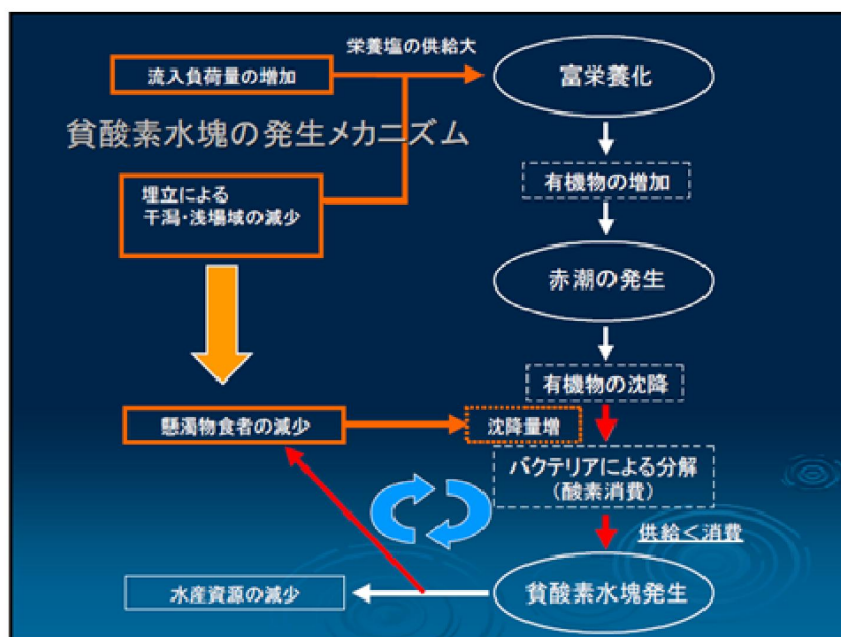 栄養塩の供給大
流入負荷量の増加
富栄養化
貧酸素水塊の発生メカニズム
有機物の増加
埋立による
干潟・浅場域の減少
赤潮の発生
有機物の沈降
懸濁物食者の減少
沈降量増
バクテリアによる分解
(酸素消費)
供給<消費
水産資源の減少
貧酸素水塊発生